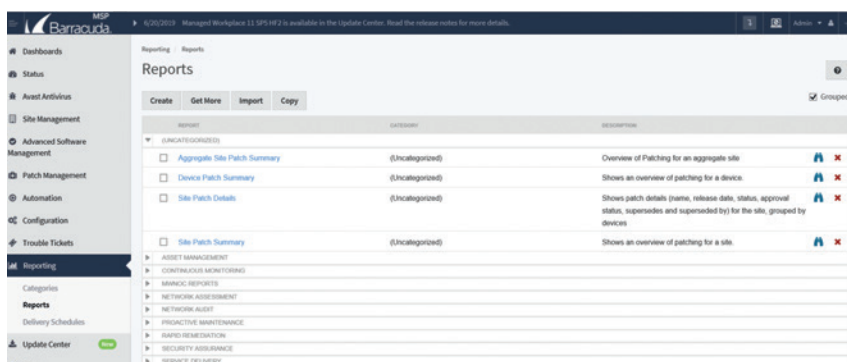 MSP
Barracuda.
6/20/2019 Managed Workplace 11 SP5 HF2 is available in the Update Center. Read the release notes for more details.
Admin
Dashboards
Status
Avast Antivirus
Site Management
Advanced Software
Management
Patch Management
Automation
Configuration
Trouble Tickets
Reporting
Categories
Reports
Delivery Schedules
Update Center
New
Reporting Reports
Reports
Create Get More Import Copy
Grouped
REPORT CATEGORY DESCRIPTION
(UNCATEGORIZED)
Aggregate Site Patch Summary (Uncategorized) Overview of Patching for an aggregate site
Device Patch Summary (Uncategorized) Shows an overview of patching for a device.
Site Patch Details (Uncategorized) Shows patch details (name, release date, status, approval
status, supersedes and superseded by) for the site, grouped by
devices
Site Patch Summary (Uncategorized) Shows an overview of patching for a site.
ASSET MANAGEMENT
CONTINUOUS MONITORING
MWNOC REPORTS
NETWORK ASSESSMENT
NETWORK AUDIT
PROACTIVE MAINTENANCE
RAPID REMEDIATION
SECURITY ASSURANCE
SERVICE DELIVERY